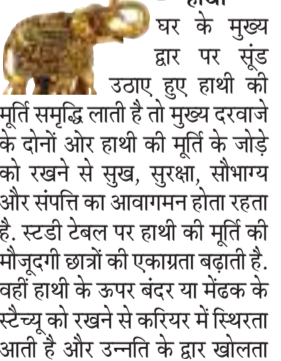 हाथी
घर के मुख्य
द्वार पर सूंड
उठाए हुए हाथी की
मूर्ति समृद्धि लाती है तो मुख्य दरवाजे
के दोनों ओर हाथी की मूर्ति के जोड़े
को रखने से सुख, सुरक्षा, सौभाग्य
और संपत्ति का आवागमन होता रहता
है. स्टडी टेबल पर हाथी की मूर्ति की
मौजूदगी छात्रों की एकाग्रता बढ़ाती है.
वहीं हाथी के ऊपर बंदर या मेंढक के
स्टैच्यू को रखने से करियर में स्थिरता
आती है और उन्नति के द्वार खोलता